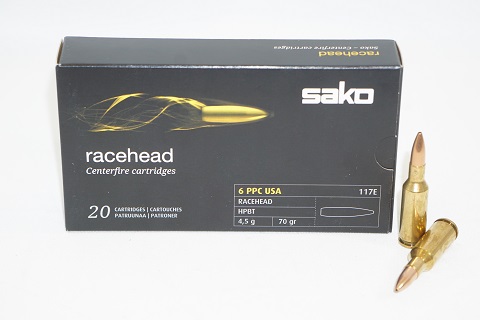 racehead
Sako – Centerfire cartridges
sako
racehead
Centerfire cartridges
20 CARTRIDGES | CARTOUCHES
PATRUUNAA | PATRONER
6 PPC USA 117E
RACEHEAD
HPBT
4,5 g 70 gr